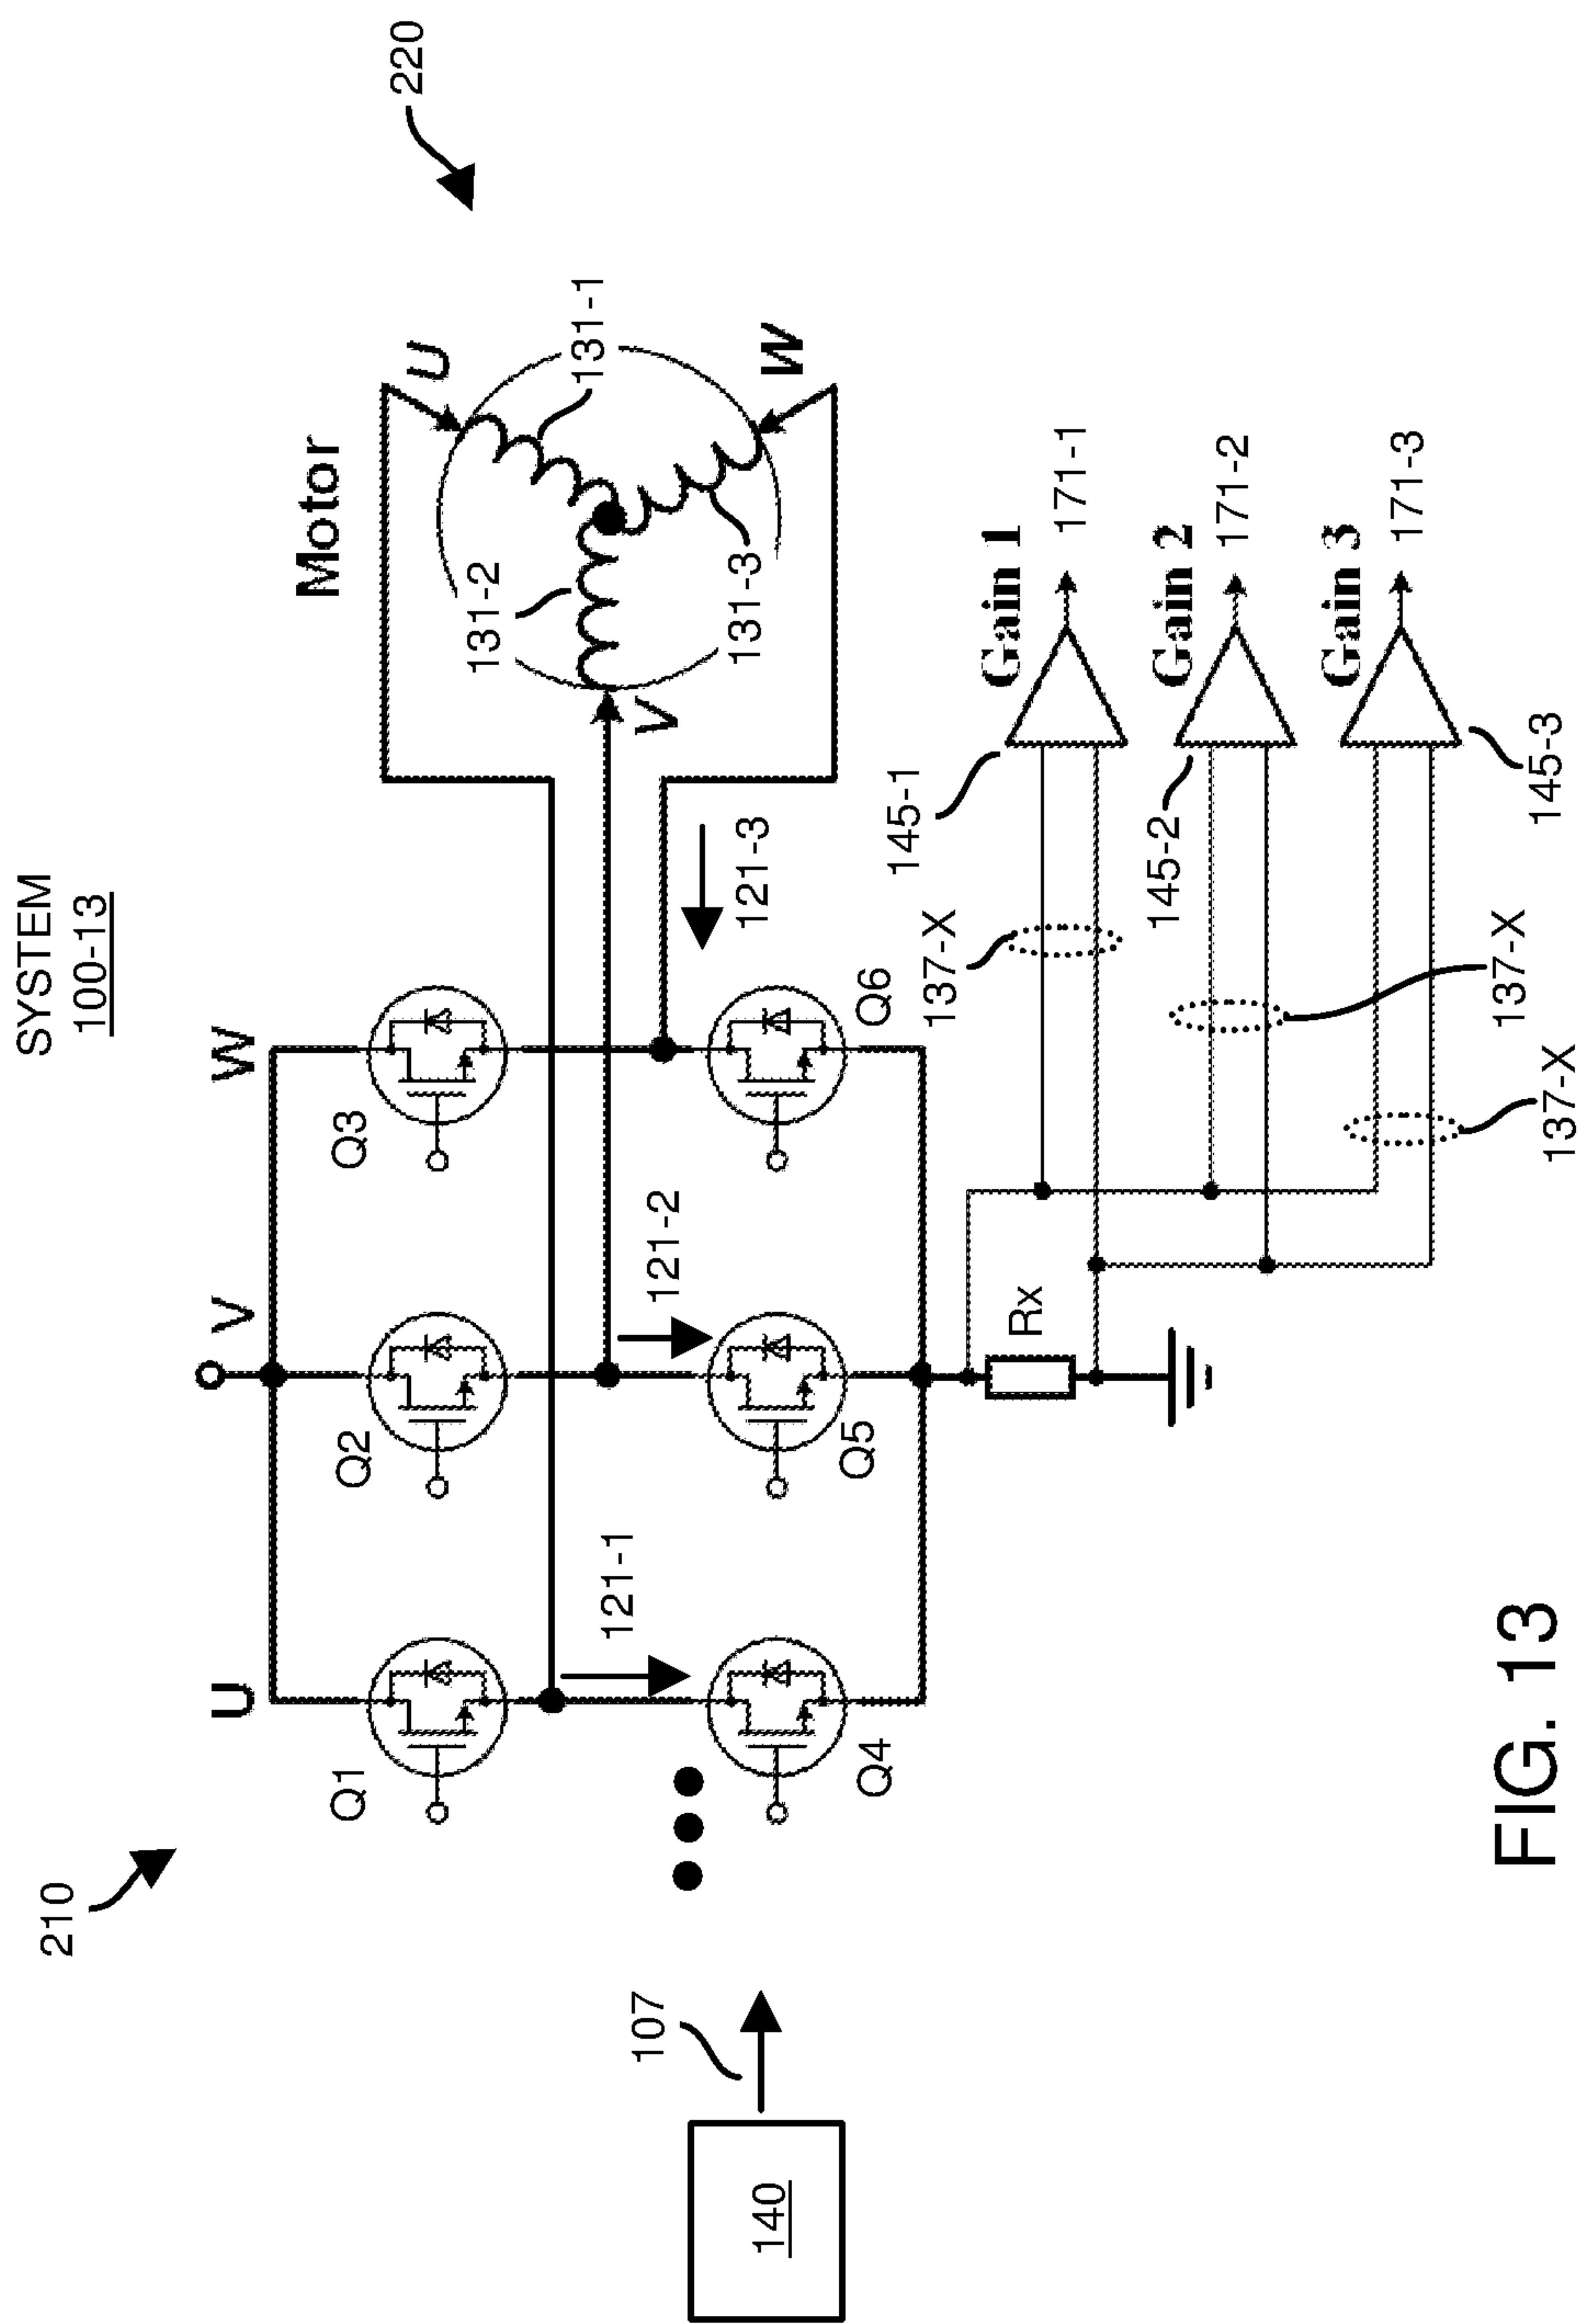 SYSTEM
100-13
210
220
U
V
W
Motor
Q1
Q2
Q3
U
131-1
131-2
V
131-3
W
121-1
121-2
121-3
107
140
Q4
Q5
Q6
Rx
137-X
145-1
Gain 1
171-1
145-2
Gain 2
171-2
137-X
Gain 3
171-3
137-X
145-3
FIG. 13